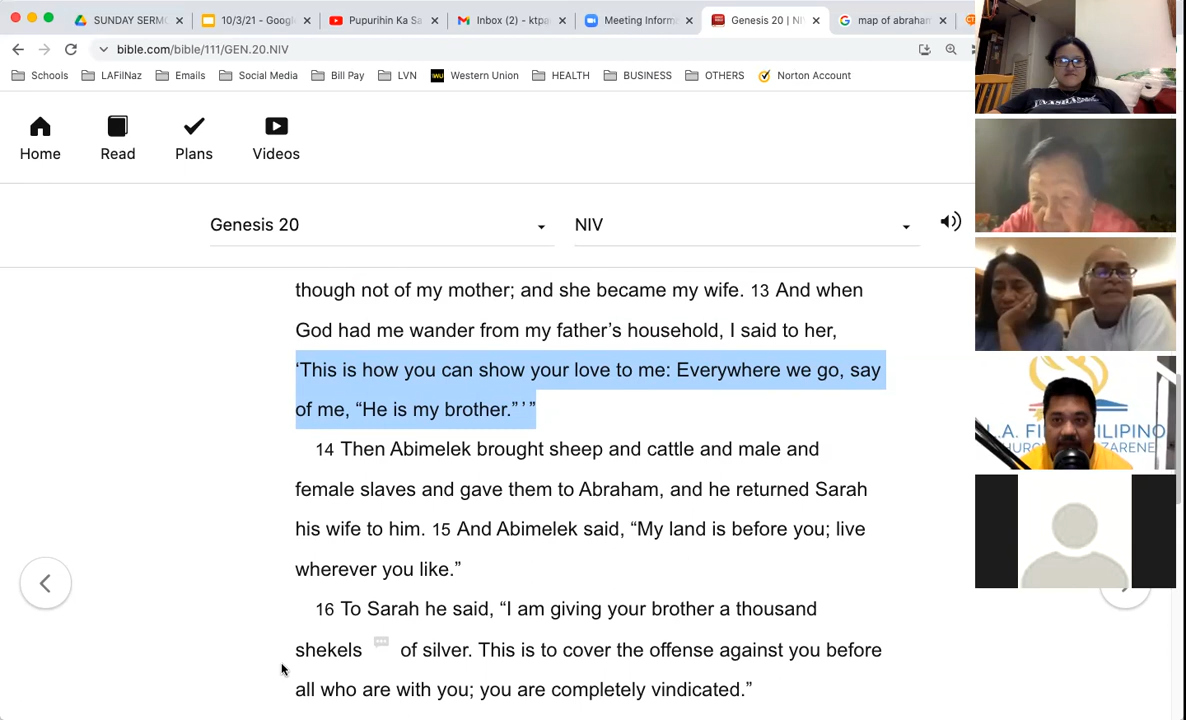 SUNDAY SERM
10/3/21 - Googl
Pupurihin Ka Sa
Inbox (2) - ktpa
Meeting Informa
Genesis 20 | NIV
map of abraham
bible.com/bible/111/GEN.20.NIV
Schools
LAFilNaz
Emails
Social Media
Bill Pay
LVN
WU
Western Union
HEALTH
BUSINESS
OTHERS
Norton Account
Home
Read
Plans
Videos
Genesis 20
NIV
though not of my mother; and she became my wife. 13 And when
God had me wander from my father’s household, I said to her,
‘This is how you can show your love to me: Everywhere we go, say
of me, “He is my brother.” ’ ”
14 Then Abimelek brought sheep and cattle and male and
female slaves and gave them to Abraham, and he returned Sarah
his wife to him. 15 And Abimelek said, “My land is before you; live
wherever you like.”
16 To Sarah he said, “I am giving your brother a thousand
shekels of silver. This is to cover the offense against you before
all who are with you; you are completely vindicated.”
L.A. FI ILIPINO
HURC ZARENE